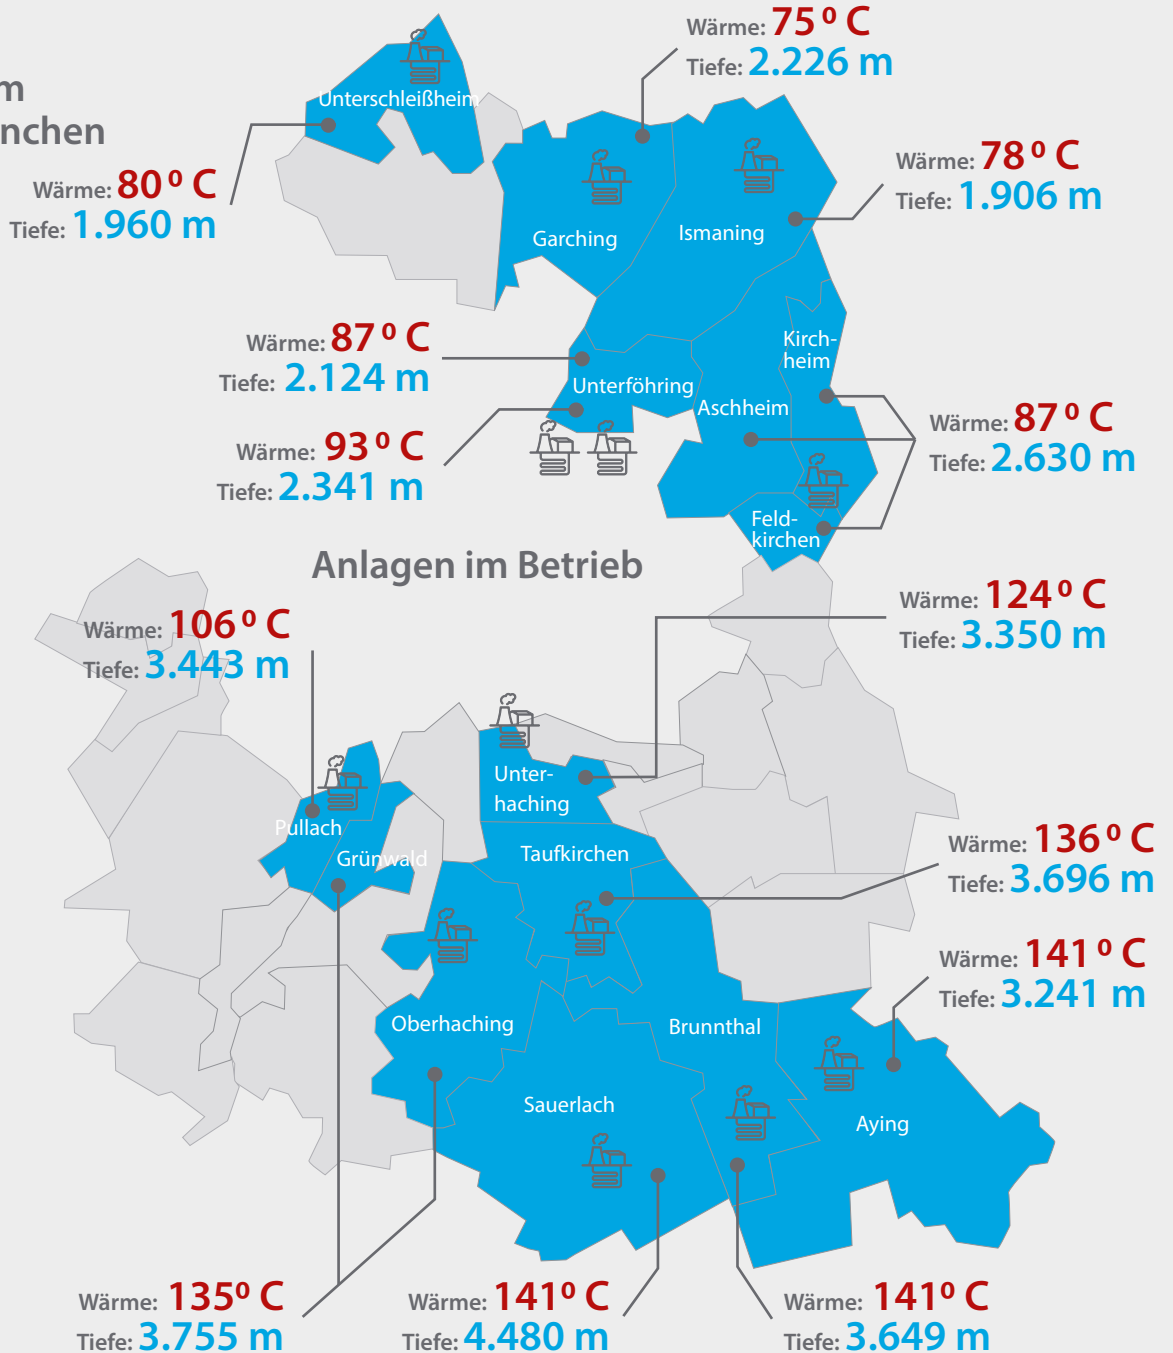 Wärme: 75⁰ C
Tiefe: 2.226 m
Unterschleißheim
m
nchen
Wärme: 80⁰ C
Tiefe: 1.960 m
Wärme: 78⁰ C
Tiefe: 1.906 m
Garching
Ismaning
Wärme: 87⁰ C
Tiefe: 2.124 m
Kirch-
heim
Unterföhring
Aschheim
Wärme: 93⁰ C
Tiefe: 2.341 m
Wärme: 87⁰ C
Tiefe: 2.630 m
Feld-
kirchen
Anlagen im Betrieb
Wärme: 124⁰ C
Tiefe: 3.350 m
Wärme: 106⁰ C
Tiefe: 3.443 m
Unter-
haching
Pullach
Grünwald
Taufkirchen
Wärme: 136⁰ C
Tiefe: 3.696 m
Wärme: 141⁰ C
Tiefe: 3.241 m
Oberhaching
Brunnthal
Sauerlach
Aying
Wärme: 135⁰ C
Tiefe: 3.755 m
Wärme: 141⁰ C
Tiefe: 4.480 m
Wärme: 141⁰ C
Tiefe: 3.649 m